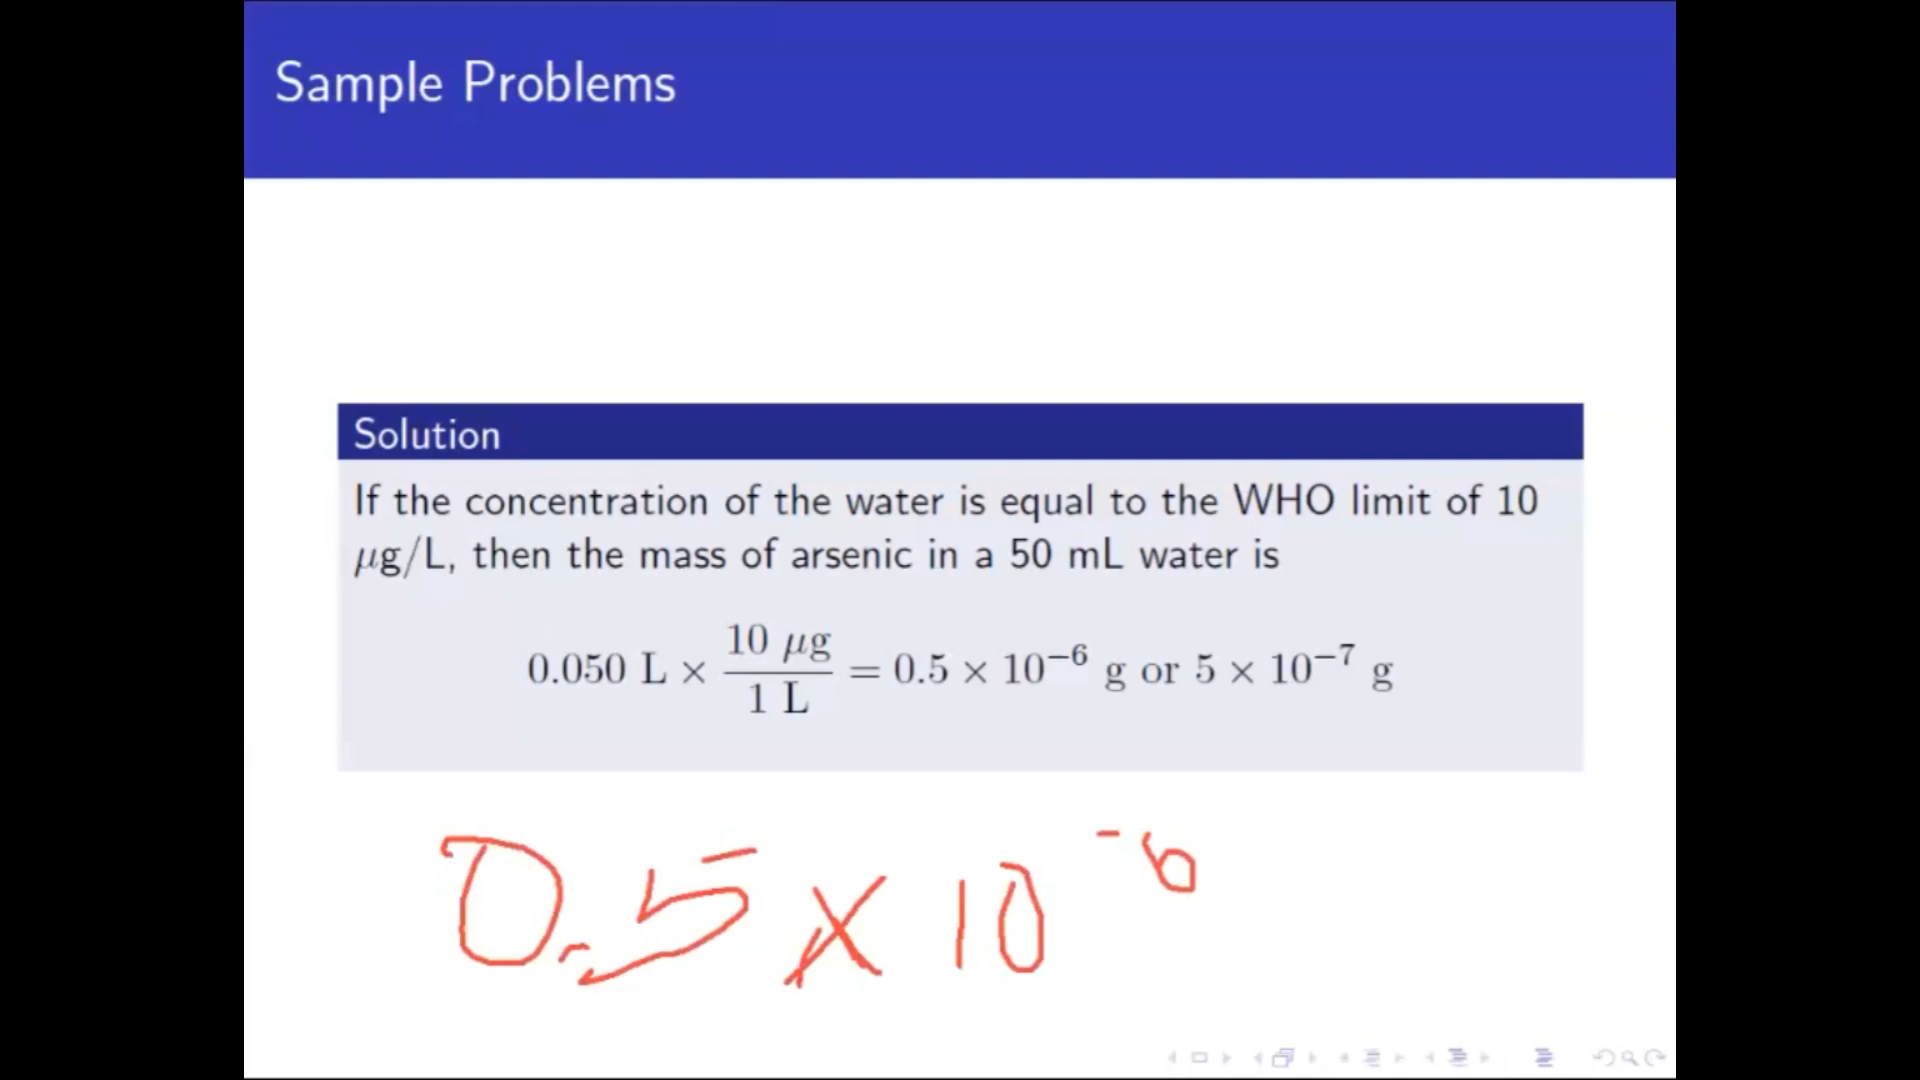 Sample Problems
Solution
If the concentration of the water is equal to the WHO limit of 10
μg/L, then the mass of arsenic in a 50 mL water is
0.050 L × 10 μg / 1 L = 0.5 × 10⁻⁶ g or 5 × 10⁻⁷ g
0.5 × 10⁻⁶